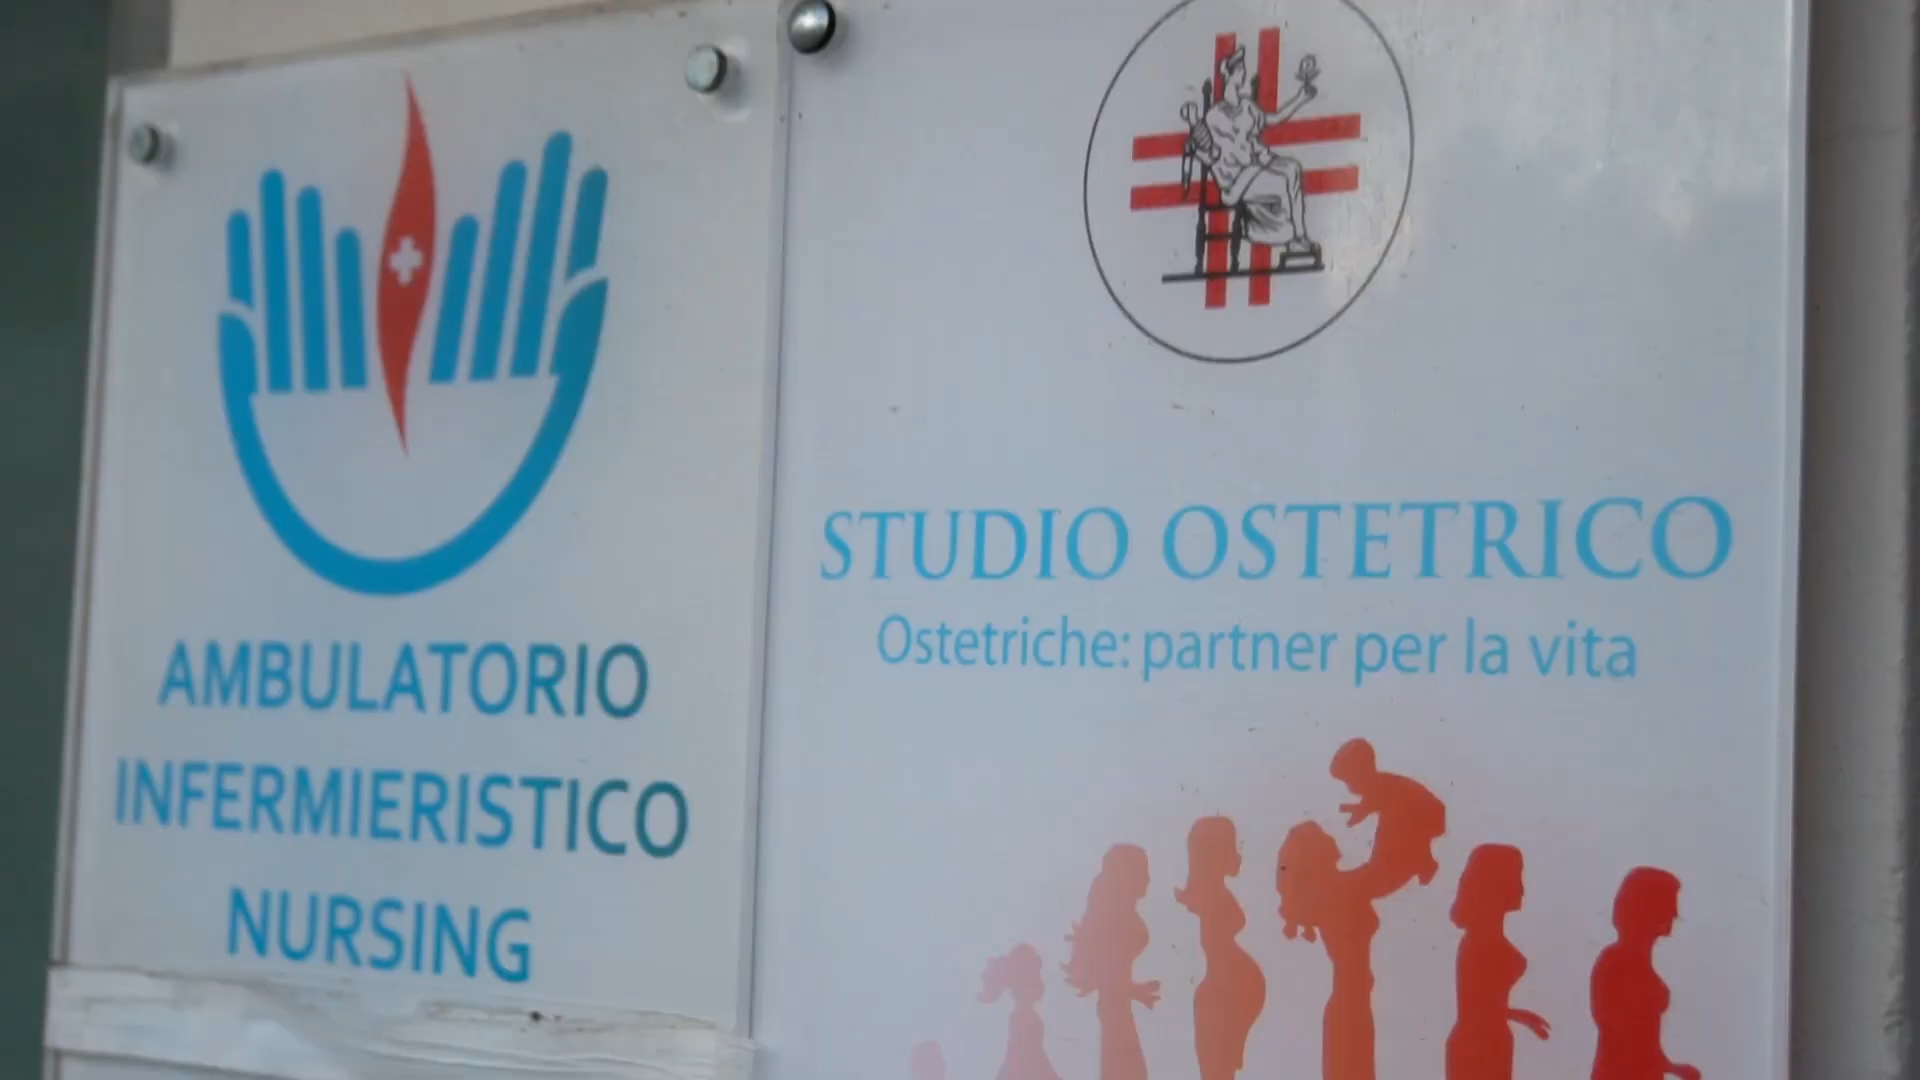 AMBULATORIO
INFERMIERISTICO
NURSING
STUDIO OSTETRICO
Ostetriche: partner per la vita